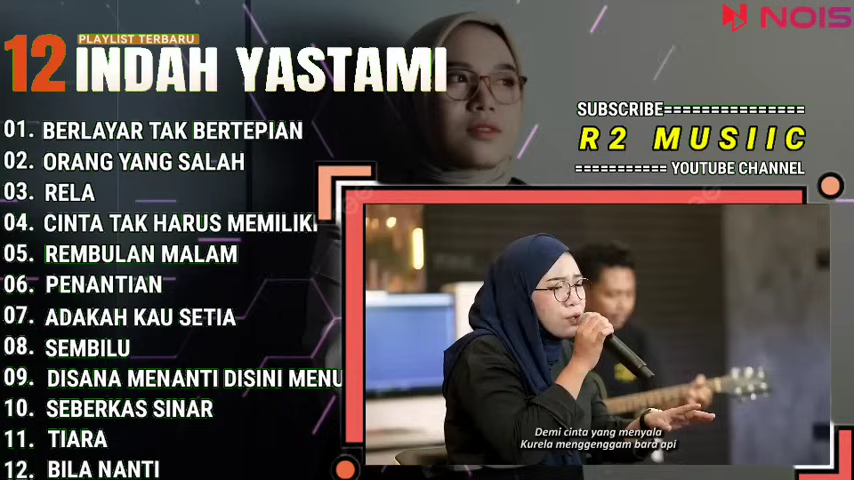 12
PLAYLIST TERBARU
INDAH YASTAMI
NOIS
SUBSCRIBE===============
R2 MUSIIC
=========== YOUTUBE CHANNEL
01. BERLAYAR TAK BERTEPIAN
02. ORANG YANG SALAH
03. RELA
04. CINTA TAK HARUS MEMILIKI
05. REMBULAN MALAM
06. PENANTIAN
07. ADAKAH KAU SETIA
08. SEMBILU
09. DISANA MENANTI DISINI MENU
10. SEBERKAS SINAR
11. TIARA
12. BILA NANTI
Demi cinta yang menyala
Kurela menggenggam bara api